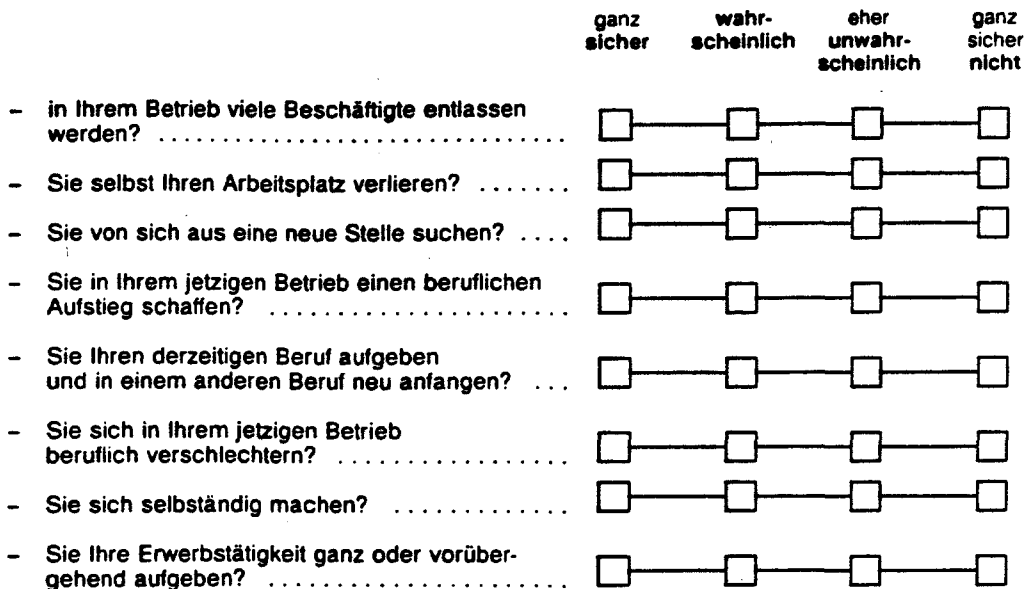 ganz wahr- eher ganz
sicher scheinlich unwahr- sicher
scheinlich nicht
– in Ihrem Betrieb viele Beschäftigte entlassen
werden? ...............................
– Sie selbst Ihren Arbeitsplatz verlieren? .......
– Sie von sich aus eine neue Stelle suchen? ....
– Sie in Ihrem jetzigen Betrieb einen beruflichen
Aufstieg schaffen? ......................
– Sie Ihren derzeitigen Beruf aufgeben
und in einem anderen Beruf neu anfangen? ...
– Sie sich in Ihrem jetzigen Betrieb
beruflich verschlechtern? .................
– Sie sich selbständig machen? .............
– Sie Ihre Erwerbstätigkeit ganz oder vorüber-
gehend aufgeben? ......................